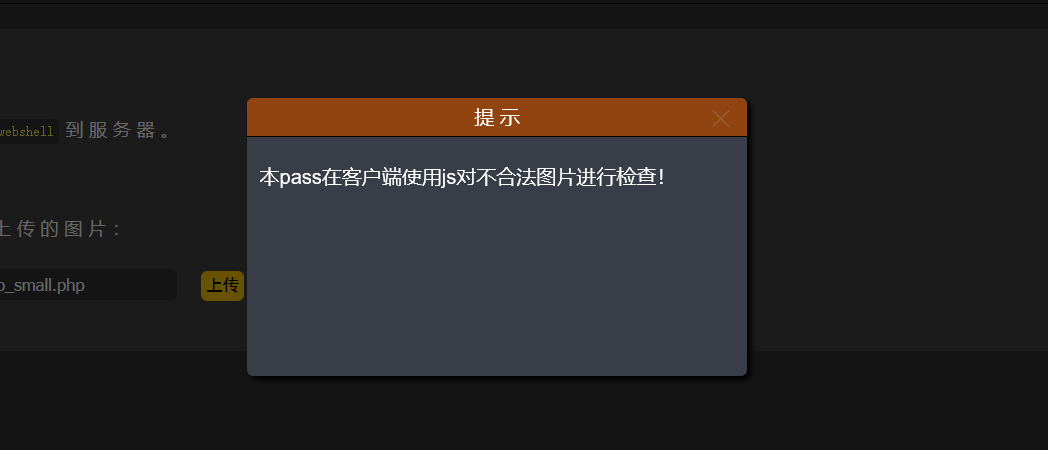 提示
本pass在客户端使用js对不合法图片进行检查！
webshell 到服务器。
上传的图片：
_small.php
上传